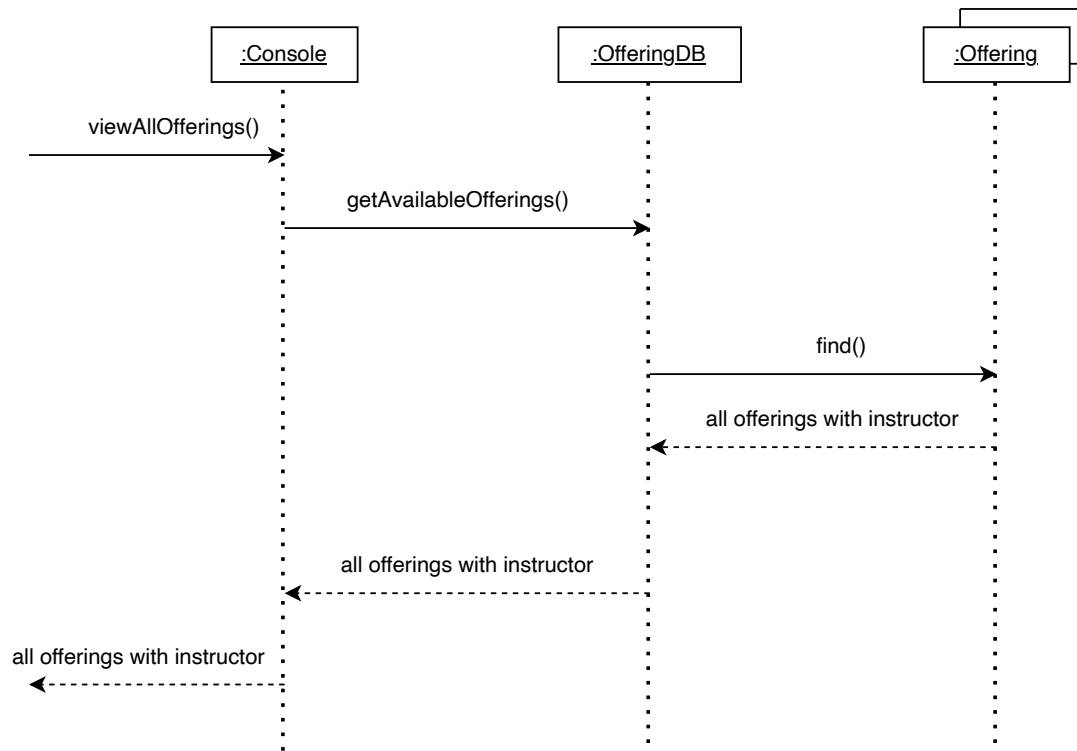 :Console
:OfferingDB
:Offering
viewAllOfferings()
getAvailableOfferings()
find()
all offerings with instructor
all offerings with instructor
all offerings with instructor